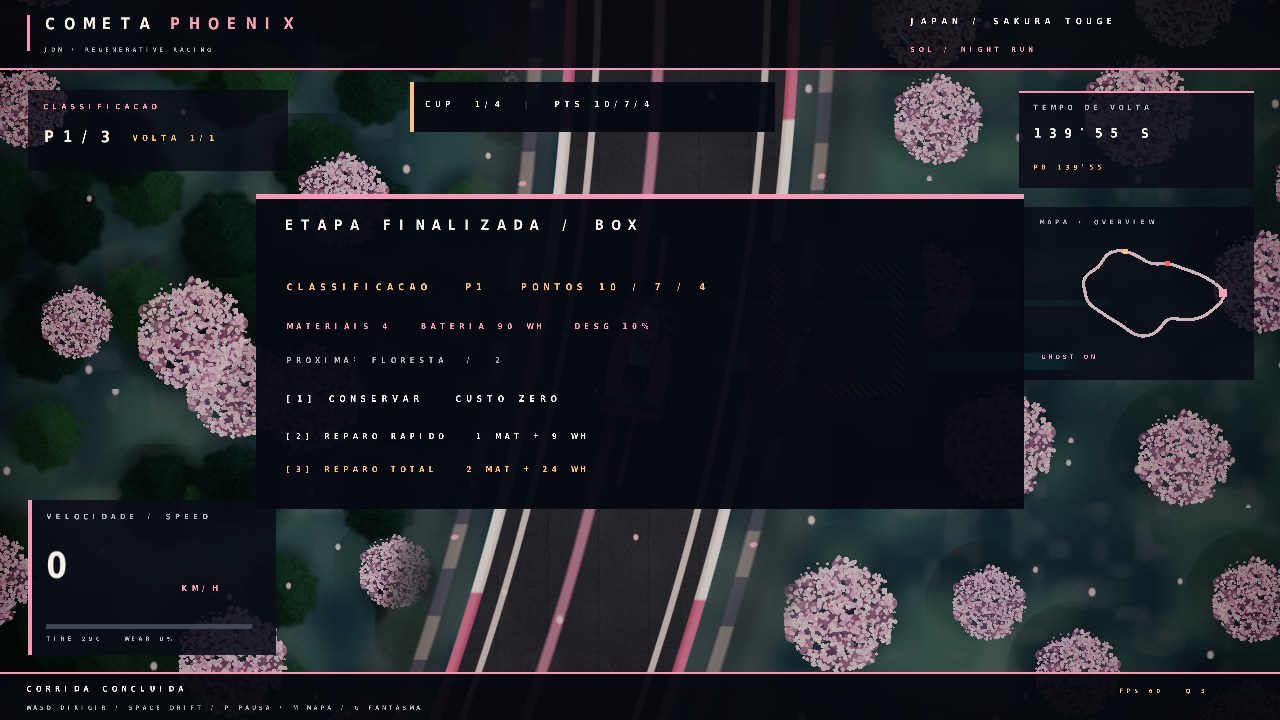 COMETA PHOENIX
JDM / REGENERATIVE RACING
JAPAN / SAKURA TOUGE
SOL / NIGHT RUN
CLASSIFICACAO
P1/3 VOLTA 1/1
CUP 1/4 | PTS 10/7/4
TEMPO DE VOLTA
139'55 S
PB 139'55
MAPA / OVERVIEW
GHOST ON
ETAPA FINALIZADA / BOX
CLASSIFICACAO P1 PONTOS 10 / 7 / 4
MATERIAIS 4 BATERIA 90 WH DESG 10%
PROXIMA: FLORESTA / 2
[1] CONSERVAR CUSTO ZERO
[2] REPARO RAPIDO 1 MAT + 9 WH
[3] REPARO TOTAL 2 MAT + 24 WH
VELOCIDADE / SPEED
0
KM/H
TIRE 29C WEAR 0%
CORRIDA CONCLUIDA
WASD DIRIGIR / SPACE DRIFT / P PAUSA / M MAPA / G FANTASMA
FPS 60 Q 3